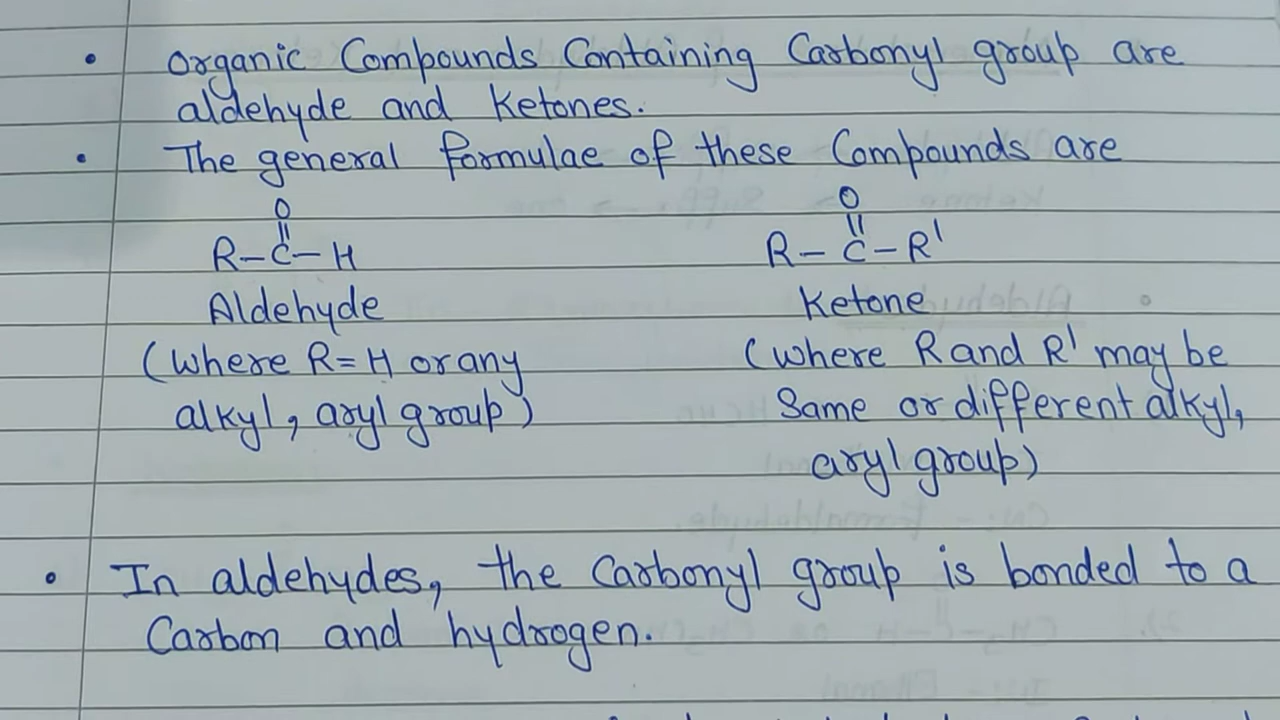 • Organic Compounds Containing Carbonyl group are
aldehyde and Ketones.
• The general formulae of these Compounds are
O O
|| ||
R–C–H R–C–R'
Aldehyde Ketone
(Where R=H or any (where R and R' may be
alkyl, aryl group) Same or different alkyl,
aryl group)
• In aldehydes, the Carbonyl group is bonded to a
Carbon and hydrogen.